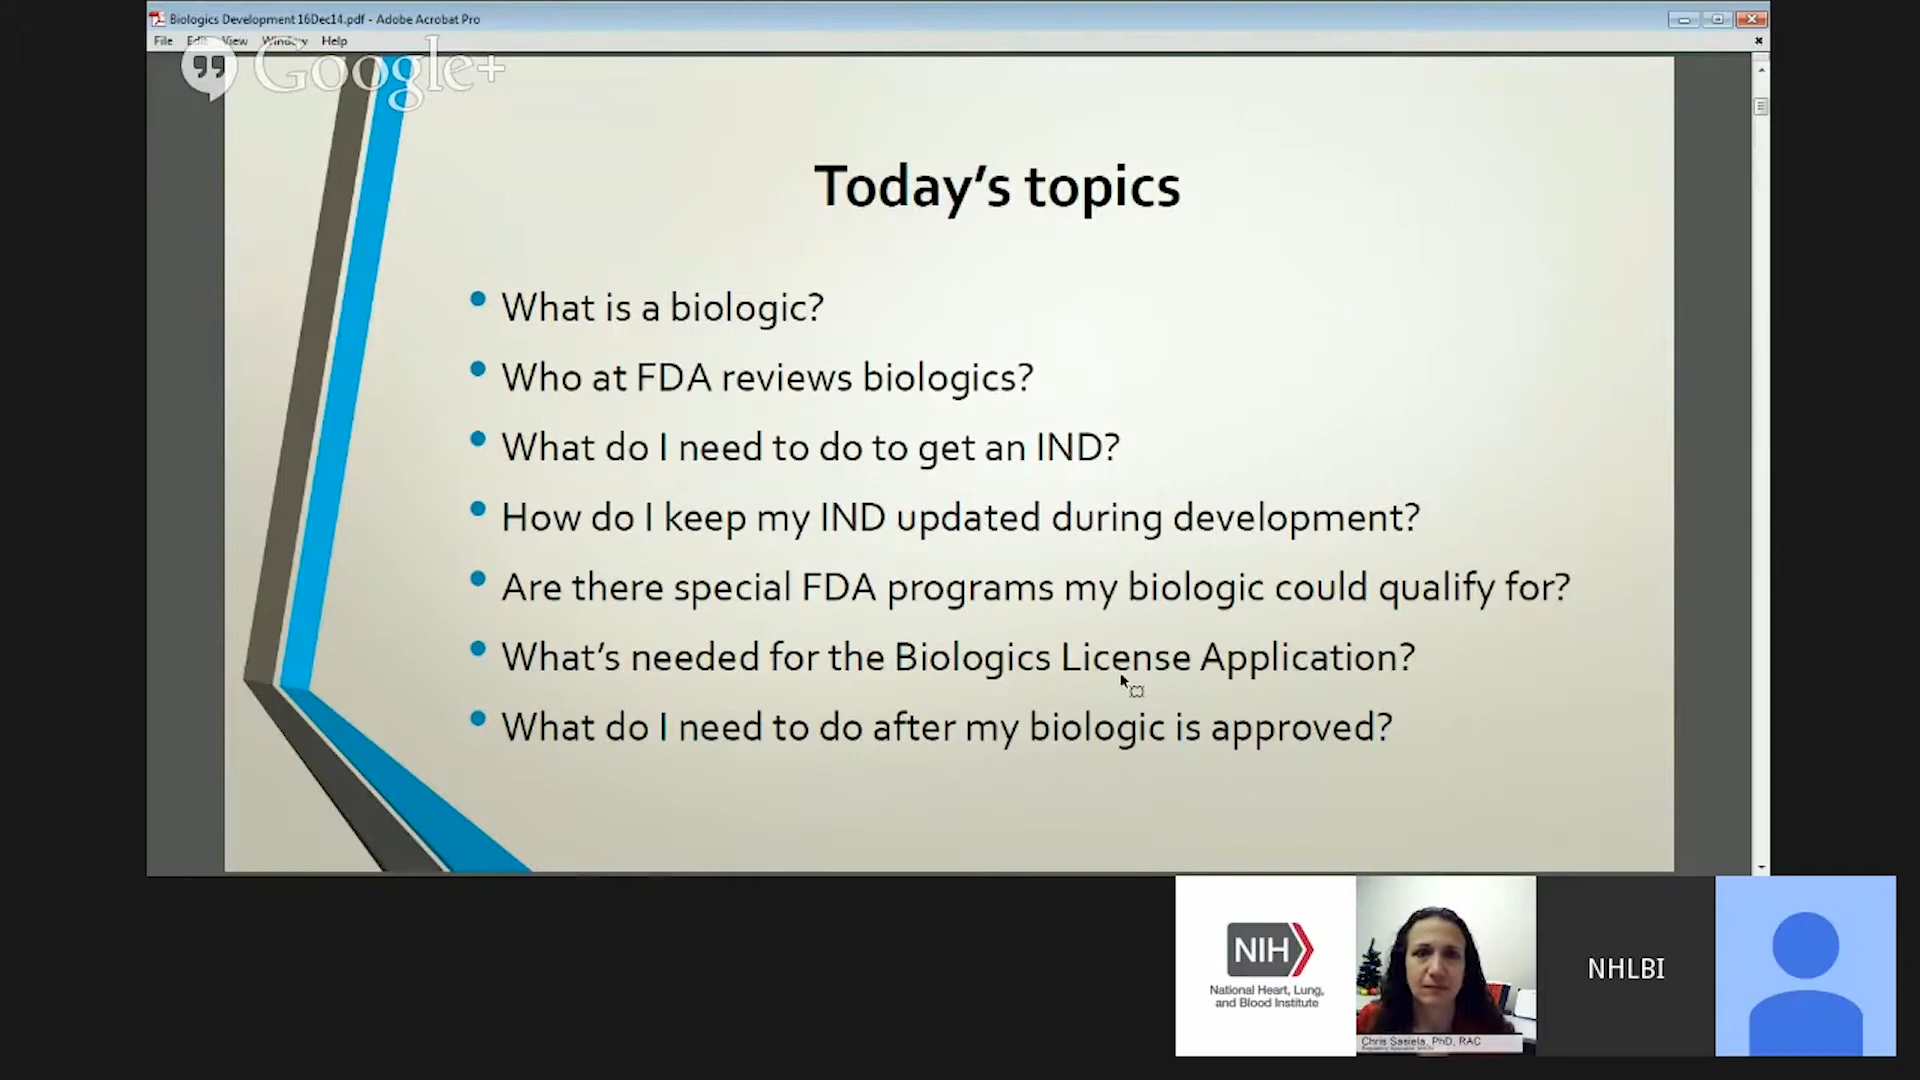 Biologics Development 16Dec14.pdf - Adobe Acrobat Pro
File Edit View Window Help
Google+
Today's topics
• What is a biologic?
• Who at FDA reviews biologics?
• What do I need to do to get an IND?
• How do I keep my IND updated during development?
• Are there special FDA programs my biologic could qualify for?
• What's needed for the Biologics License Application?
• What do I need to do after my biologic is approved?
NIH
National Heart, Lung,
and Blood Institute
Chris Sasiela, PhD, RAC
NHLBI